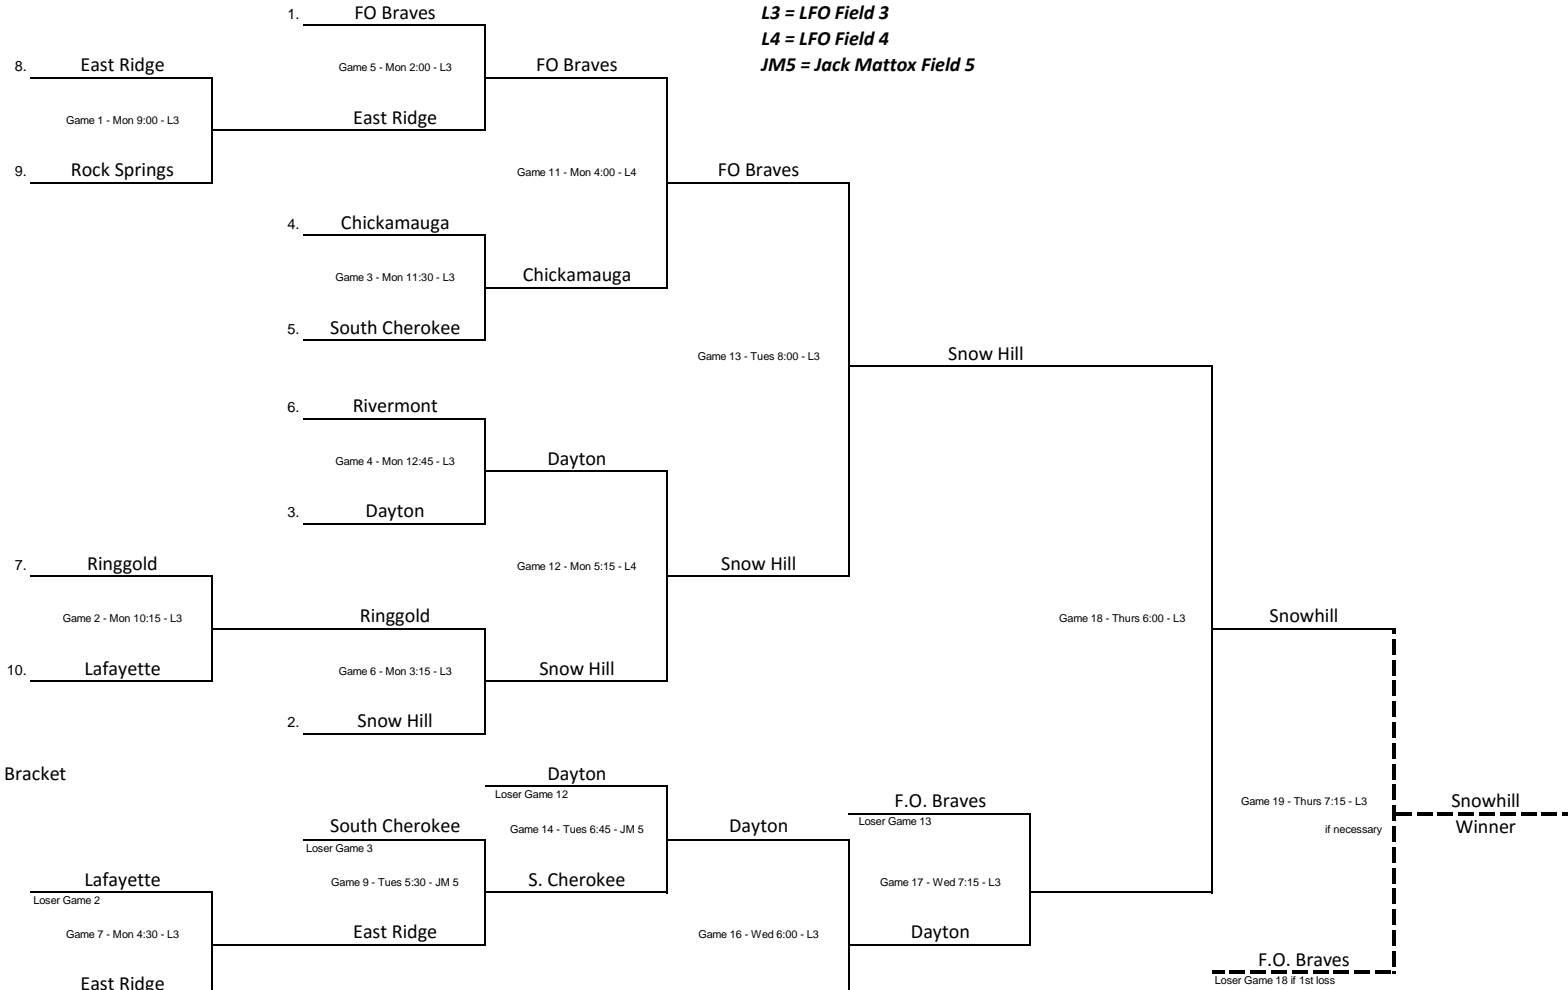 1. FO Braves
L3 = LFO Field 3
L4 = LFO Field 4
JM5 = Jack Mattox Field 5
8. East Ridge
Game 5 - Mon 2:00 - L3
FO Braves
Game 1 - Mon 9:00 - L3
East Ridge
9. Rock Springs
Game 11 - Mon 4:00 - L4
FO Braves
4. Chickamauga
Game 3 - Mon 11:30 - L3
Chickamauga
5. South Cherokee
Game 13 - Tues 8:00 - L3
Snow Hill
6. Rivermont
Game 4 - Mon 12:45 - L3
Dayton
3. Dayton
7. Ringgold
Game 12 - Mon 5:15 - L4
Snow Hill
Game 2 - Mon 10:15 - L3
Ringgold
Game 18 - Thurs 6:00 - L3
Snowhill
10. Lafayette
Game 6 - Mon 3:15 - L3
Snow Hill
2. Snow Hill
Bracket
Dayton
Loser Game 12
F.O. Braves
Loser Game 13
Game 19 - Thurs 7:15 - L3
if necessary
Snowhill
Winner
South Cherokee
Loser Game 3
Game 14 - Tues 6:45 - JM 5
Dayton
Lafayette
Loser Game 2
Game 9 - Tues 5:30 - JM 5
S. Cherokee
Game 17 - Wed 7:15 - L3
Game 7 - Mon 4:30 - L3
East Ridge
Game 16 - Wed 6:00 - L3
Dayton
F.O. Braves
Loser Game 18 if 1st loss
East Ridge